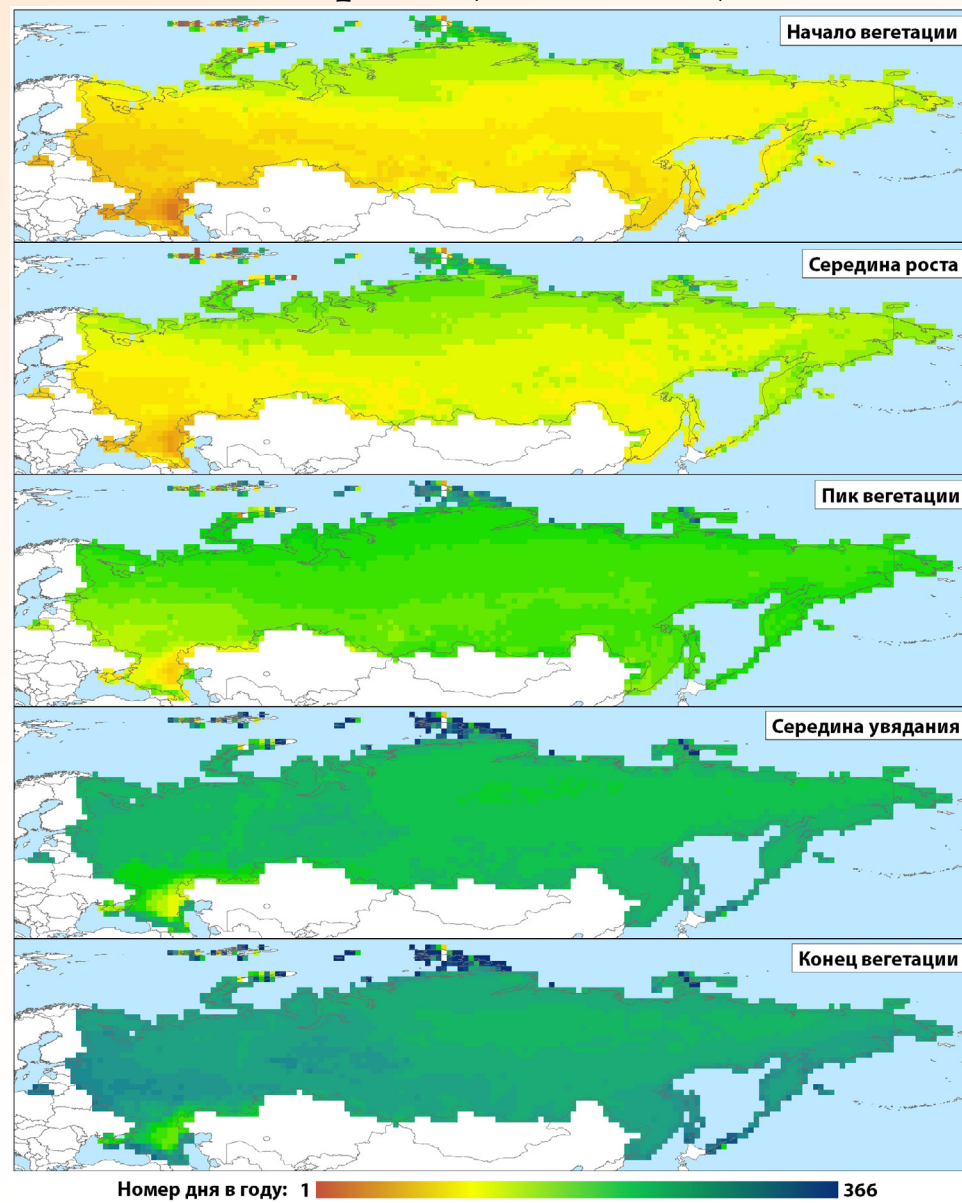 Начало вегетации
Середина роста
Пик вегетации
Середина увядания
Конец вегетации
Номер дня в году: 1 366